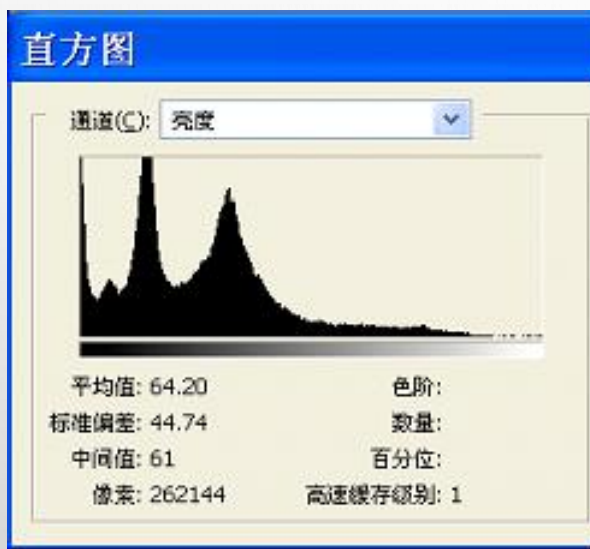 直方图
通道(C): 亮度
平均值: 64.20 色阶:
标准偏差: 44.74 数量:
中间值: 61 百分位:
像素: 262144 高速缓存级别: 1